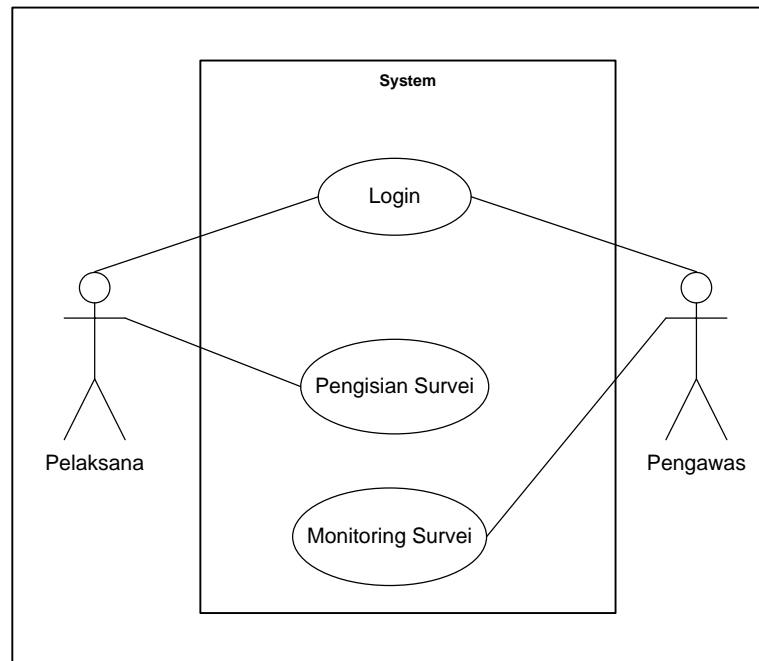 System
Login
Pengisian Survei
Pelaksana
Pengawas
Monitoring Survei